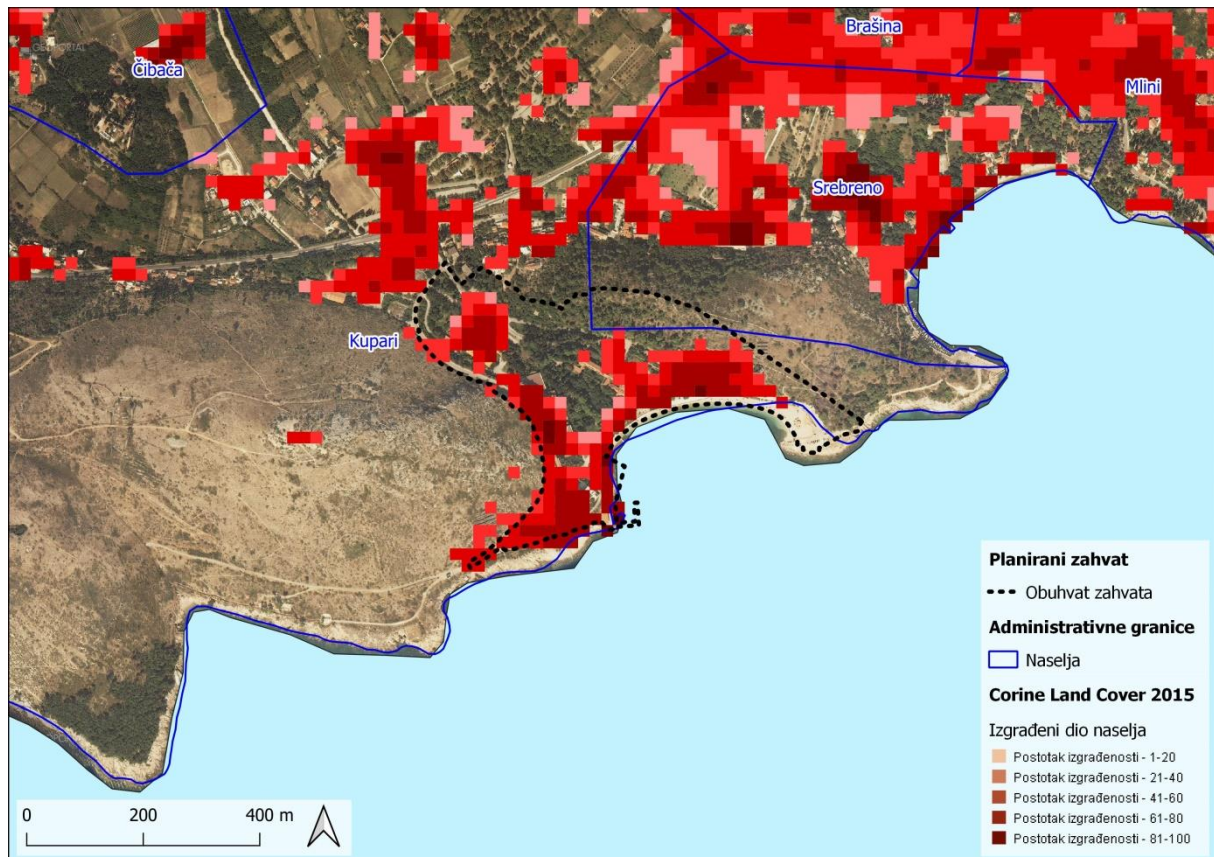 Brašina
GEOPORTAL
Čibača
Mlini
Srebreno
Kupari
Planirani zahvat
Obuhvat zahvata
Administrativne granice
Naselja
Corine Land Cover 2015
Izgrađeni dio naselja
Postotak izgrađenosti - 1-20
Postotak izgrađenosti - 21-40
Postotak izgrađenosti - 41-60
Postotak izgrađenosti - 61-80
Postotak izgrađenosti - 81-100
0 200 400 m